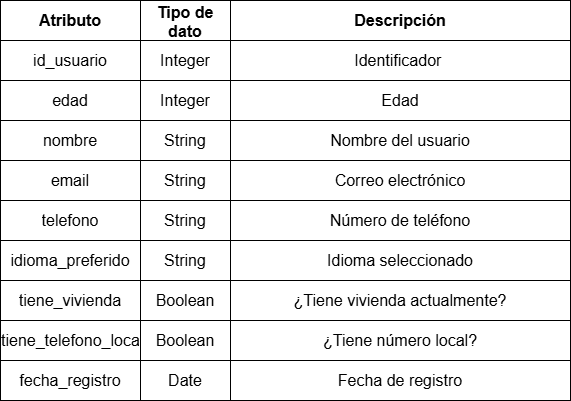 Atributo Tipo de dato Descripción
id_usuario Integer Identificador
edad Integer Edad
nombre String Nombre del usuario
email String Correo electrónico
telefono String Número de teléfono
idioma_preferido String Idioma seleccionado
tiene_vivienda Boolean ¿Tiene vivienda actualmente?
tiene_telefono_loca Boolean ¿Tiene número local?
fecha_registro Date Fecha de registro